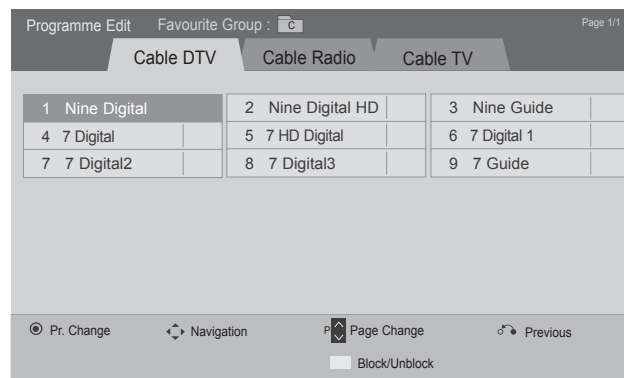 Programme Edit Favourite Group : C Page 1/1
Cable DTV Cable Radio Cable TV
1 Nine Digital 2 Nine Digital HD 3 Nine Guide
4 7 Digital 5 7 HD Digital 6 7 Digital 1
7 7 Digital2 8 7 Digital3 9 7 Guide
Pr. Change Navigation P Page Change Previous
Block/Unblock